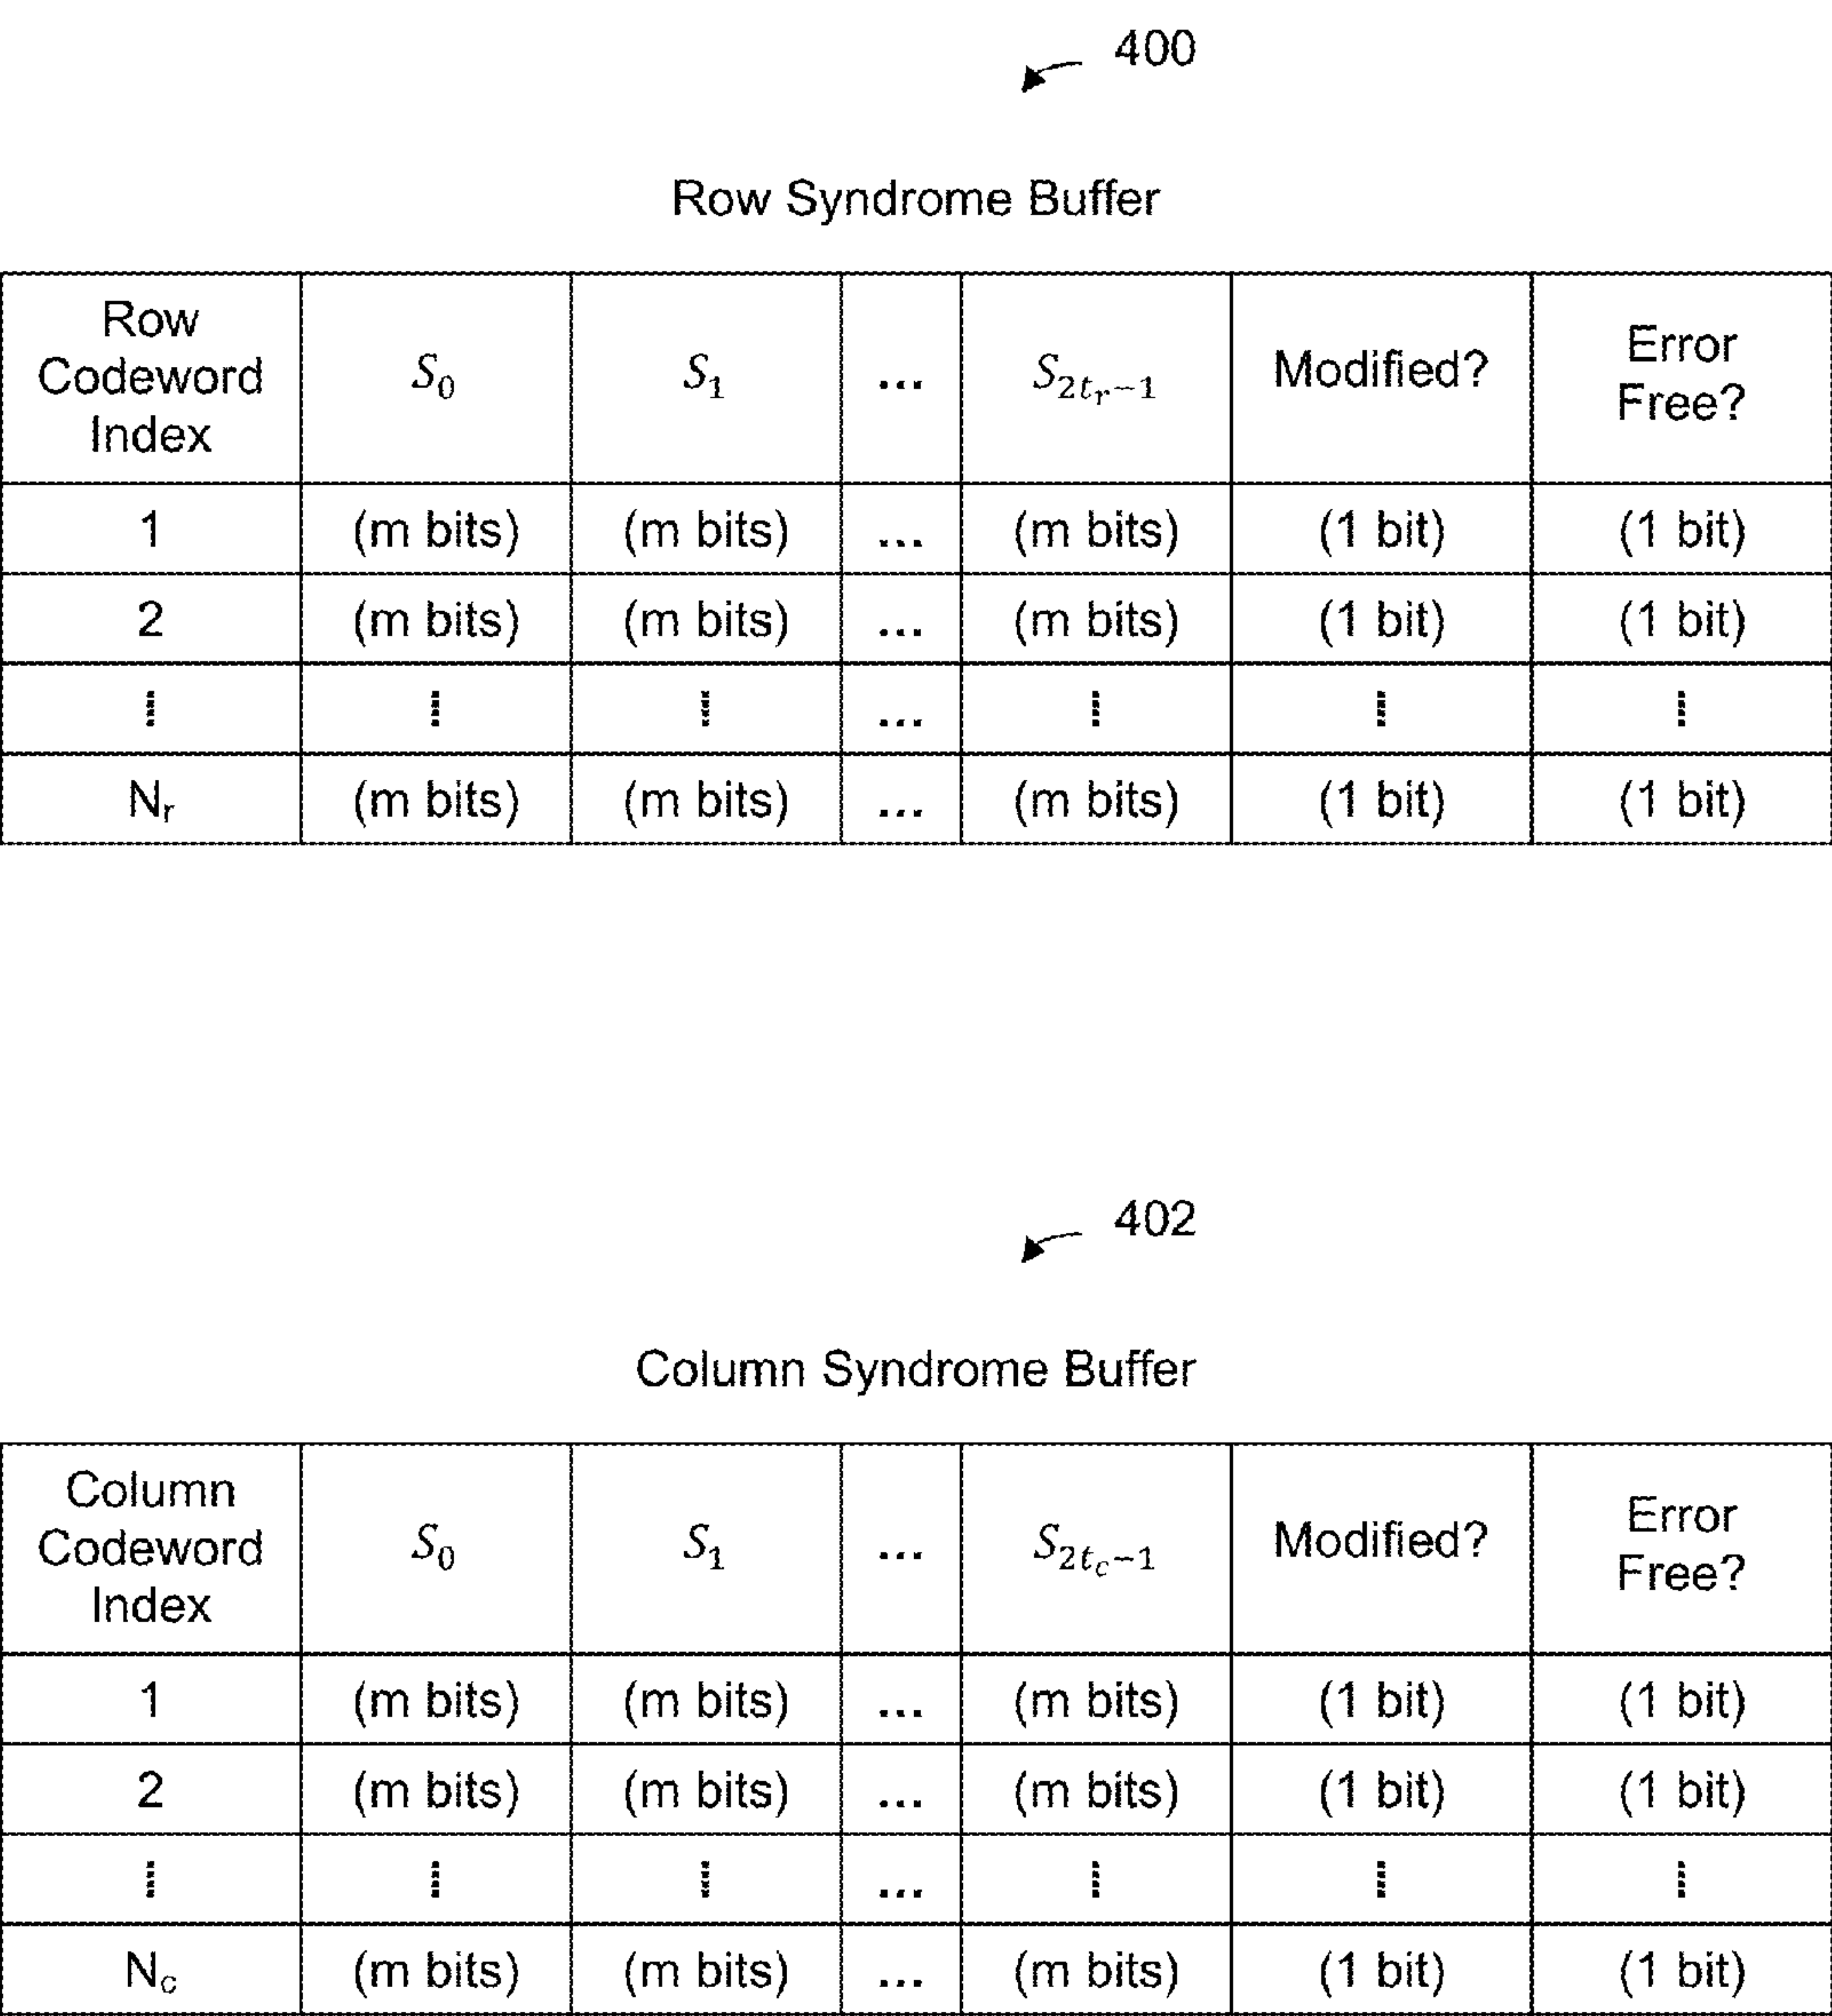 400
Row Syndrome Buffer
Row Codeword Index S₀ S₁ ... S₂ₜᵣ₋₁ Modified? Error Free?
1 (m bits) (m bits) ... (m bits) (1 bit) (1 bit)
2 (m bits) (m bits) ... (m bits) (1 bit) (1 bit)
⋮ ⋮ ⋮ ... ⋮ ⋮ ⋮
Nᵣ (m bits) (m bits) ... (m bits) (1 bit) (1 bit)
402
Column Syndrome Buffer
Column Codeword Index S₀ S₁ ... S_{2t_c−1} Modified? Error Free?
1 (m bits) (m bits) ... (m bits) (1 bit) (1 bit)
2 (m bits) (m bits) ... (m bits) (1 bit) (1 bit)
⋮ ⋮ ⋮ ... ⋮ ⋮ ⋮
N_c (m bits) (m bits) ... (m bits) (1 bit) (1 bit)